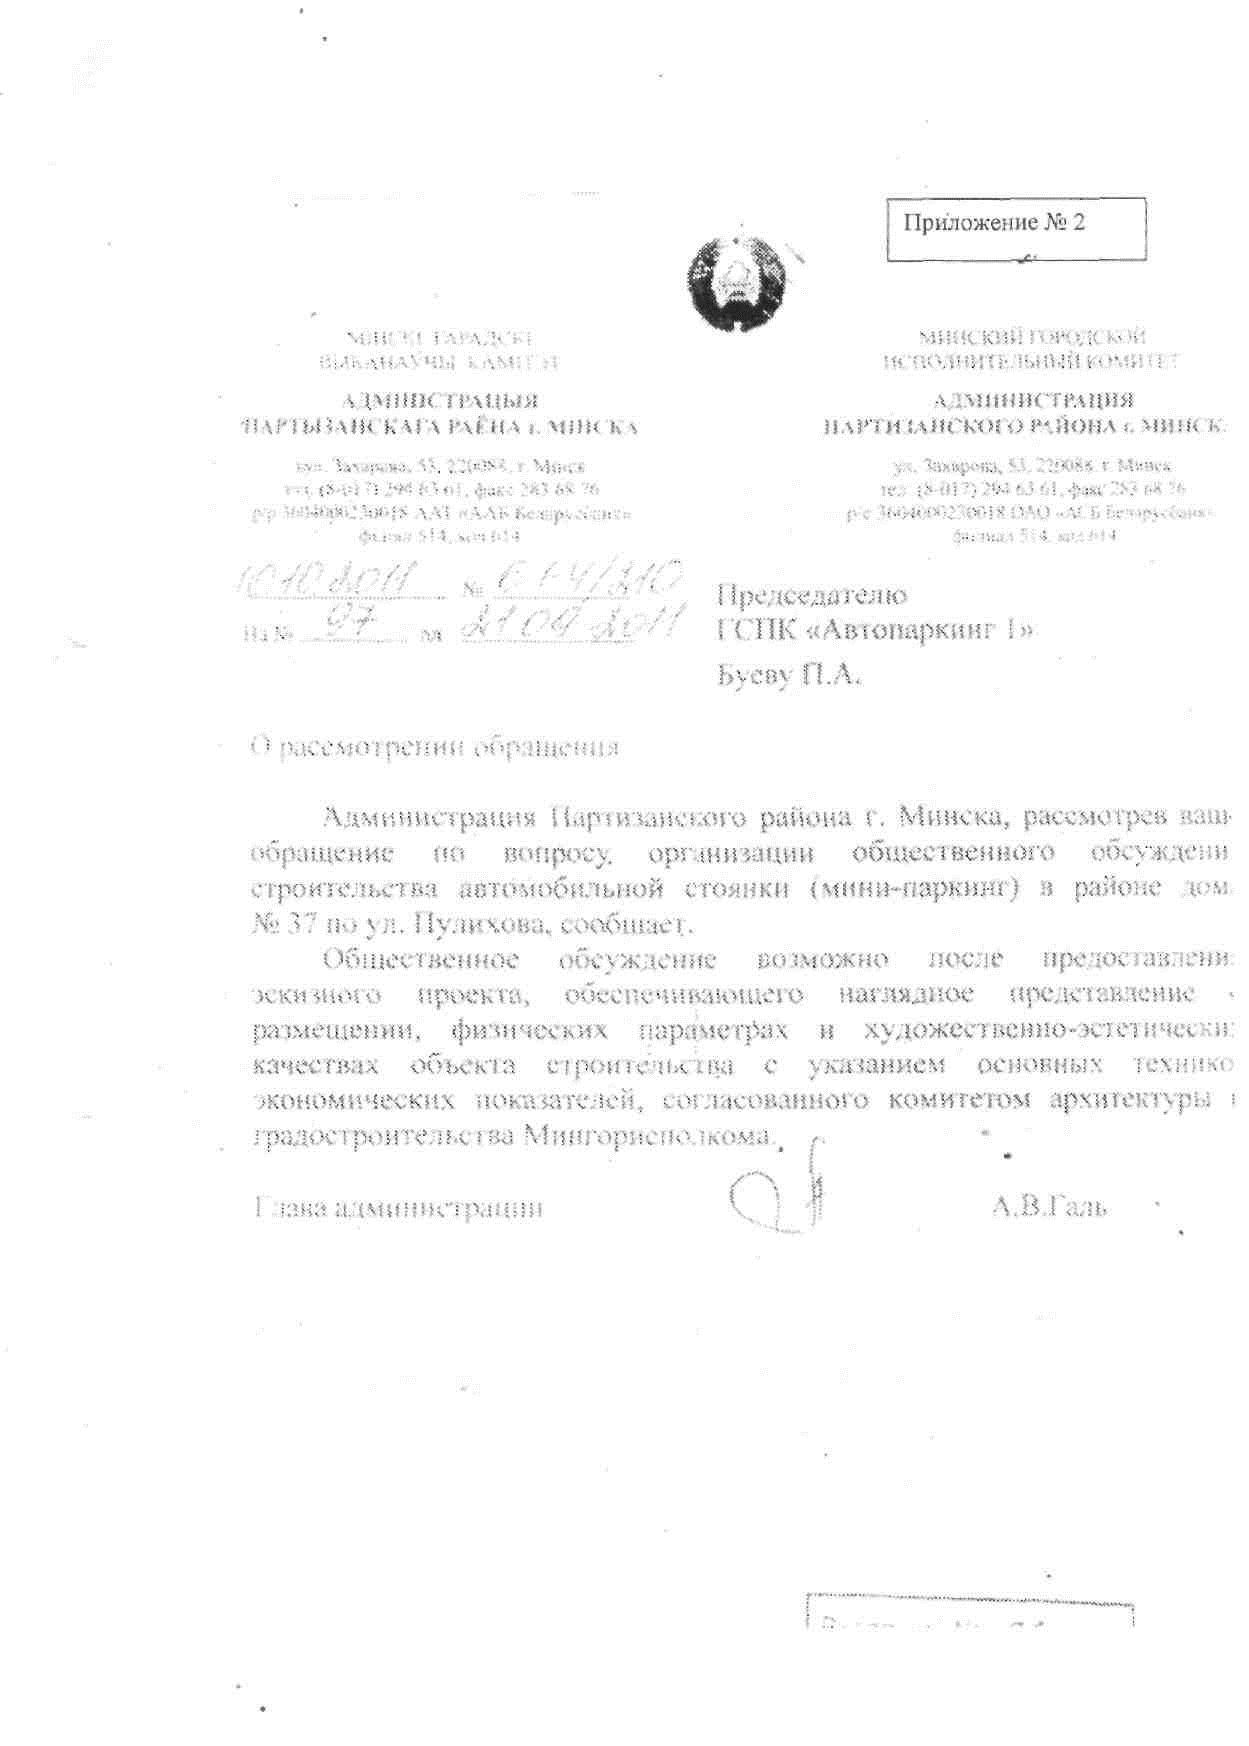 Приложение № 2
МІНСКІ ГАРАДСКІ
ВЫКАНАЎЧЫ КАМІТЭТ
АДМІНІСТРАЦЫЯ
ПАРТЫЗАНСКАГА РАЁНА г. МІНСКА
вул. Захарава, 53, 220088, г. Мінск
тэл. (8-017) 294 63 61, факс 283 68 76
р/р 3604000230018 ААТ «ААБ Беларусбанк»
філіял 514, код 614
МИНСКИЙ ГОРОДСКОЙ
ИСПОЛНИТЕЛЬНЫЙ КОМИТЕТ
АДМИНИСТРАЦИЯ
ПАРТИЗАНСКОГО РАЙОНА г. МИНСК
ул. Захарова, 53, 220088, г. Минск
тел. (8-017) 294 63 61, факс 283 68 76
р/с 3604000230018 ОАО «АСБ Беларусбанк»
филиал 514, код 614
10 10 2011 №
На № 97 ад 21 09 2011
Председателю
ГСПК «Автопаркинг 1»
Буеву П.А.
О рассмотрении обращения
Администрация Партизанского района г. Минска, рассмотрев ваш
обращение по вопросу организации общественного обсуждени
строительства автомобильной стоянки (мини-паркинг) в районе дом
№ 37 по ул. Пулихова, сообщает.
Общественное обсуждение возможно после предоставлени
эскизного проекта, обеспечивающего наглядное представление
размещении, физических параметрах и художественно-эстетически
качествах объекта строительства с указанием основных технико
экономических показателей, согласованного комитетом архитектуры
градостроительства Мингорисполкома.
Глава администрации
А.В.Галь